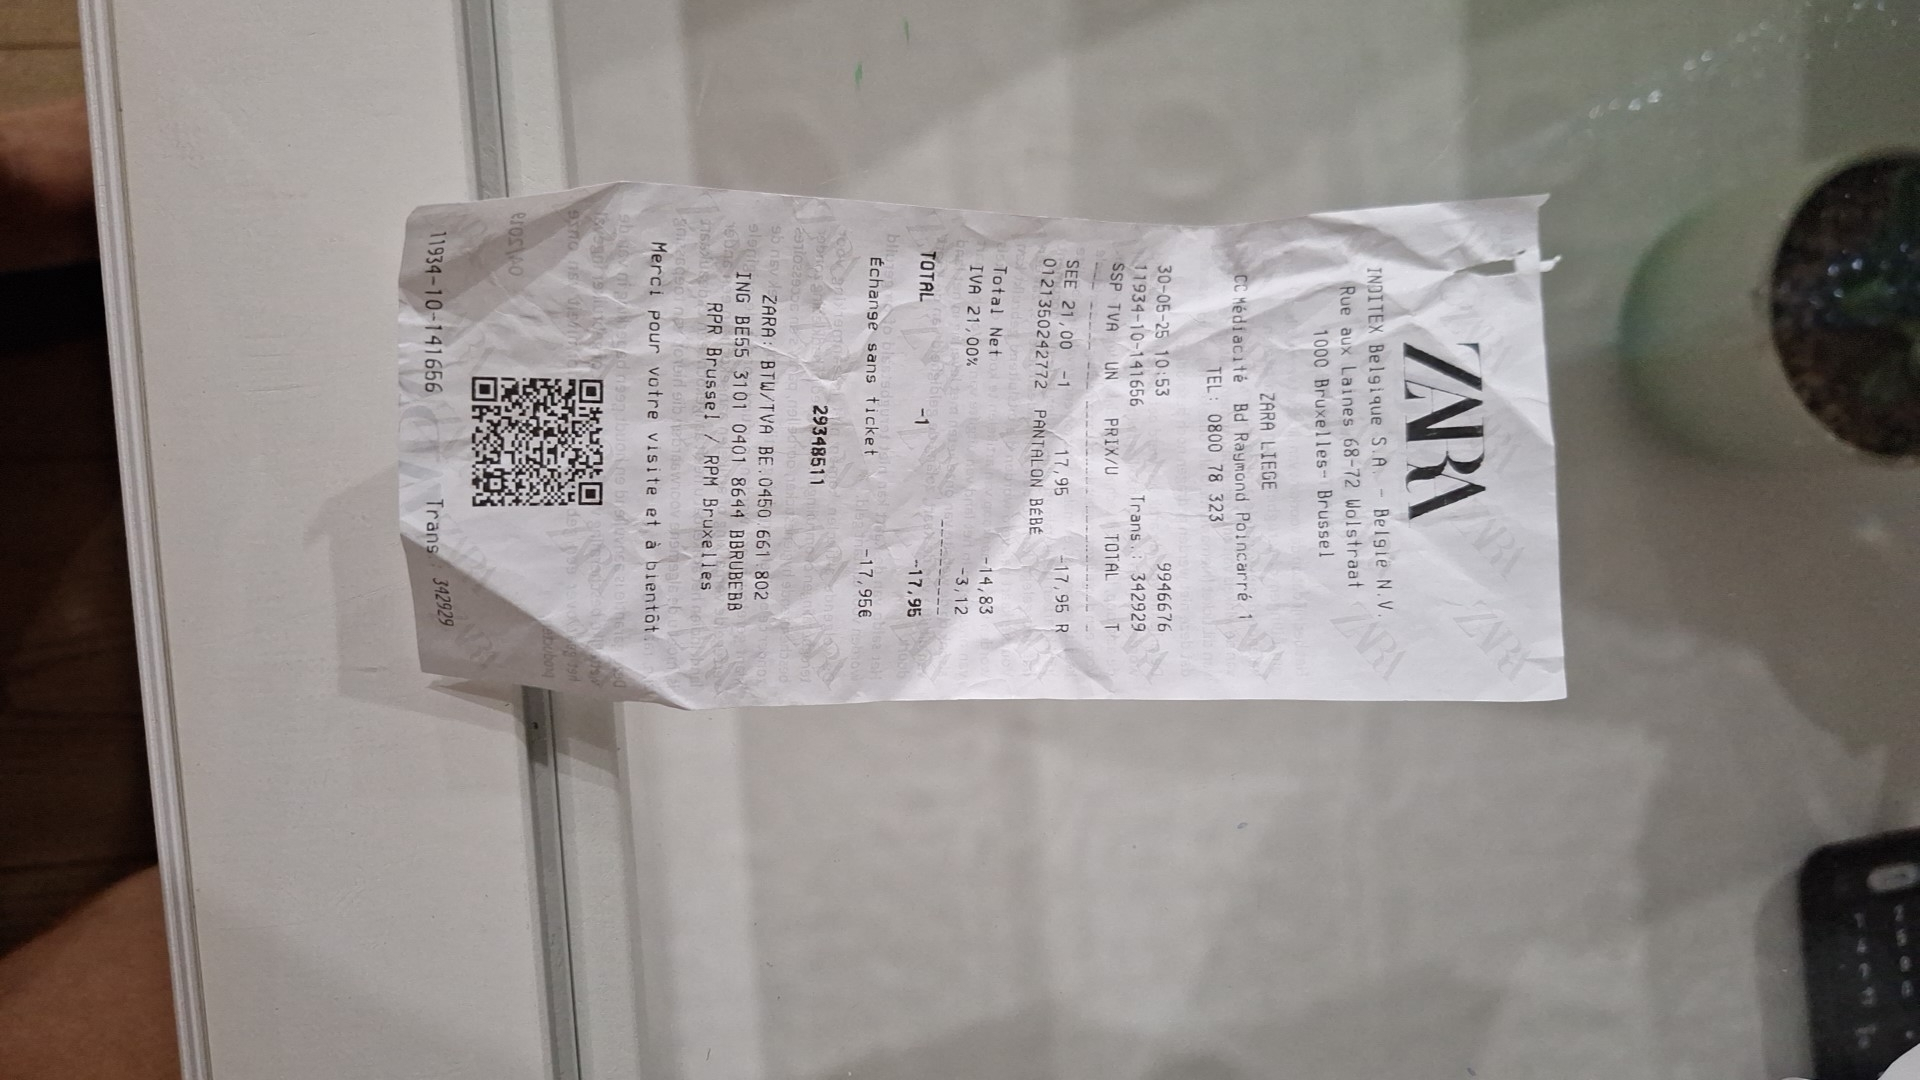 ZARA
INDITEX Belgique S.A. - België N.V.
Rue aux Laines 68-72 Wolstraat
1000 Bruxelles- Brussel
ZARA LIEGE
CC Médiacité Bd Raymond Poincarré 1
TEL: 0800 78 323
30-05-25 10:53 9946676
11934-10-141656 Trans.: 342929
SSP TVA UN PRIX/U TOTAL T
SEE 21,00 -1 17,95 -17,95 R
0121350242772 PANTALON BÉBÉ
Total Net -14,83
IVA 21,00% -3,12
TOTAL -1 -17,95
Échange sans ticket -17,95€
29348511
ZARA: BTW/TVA BE.0450.661 802
ING BE55 3101 0401 8644 BBRUBEBB
RPR Brussel / RPM Bruxelles
Merci pour votre visite et à bientôt
11934-10-141656 Trans.: 342929